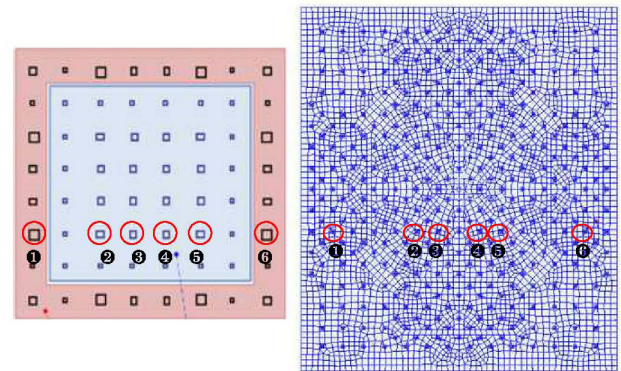 ❶ ❷ ❸ ❹ ❺ ❻
❶ ❷ ❸ ❹ ❺ ❻